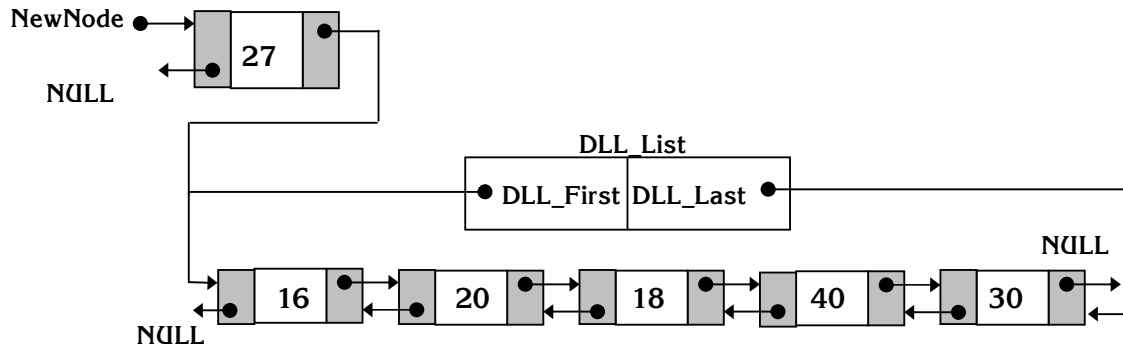 NewNode
27
NULL
DLL_List
DLL_First DLL_Last
NULL
16 20 18 40 30
NULL